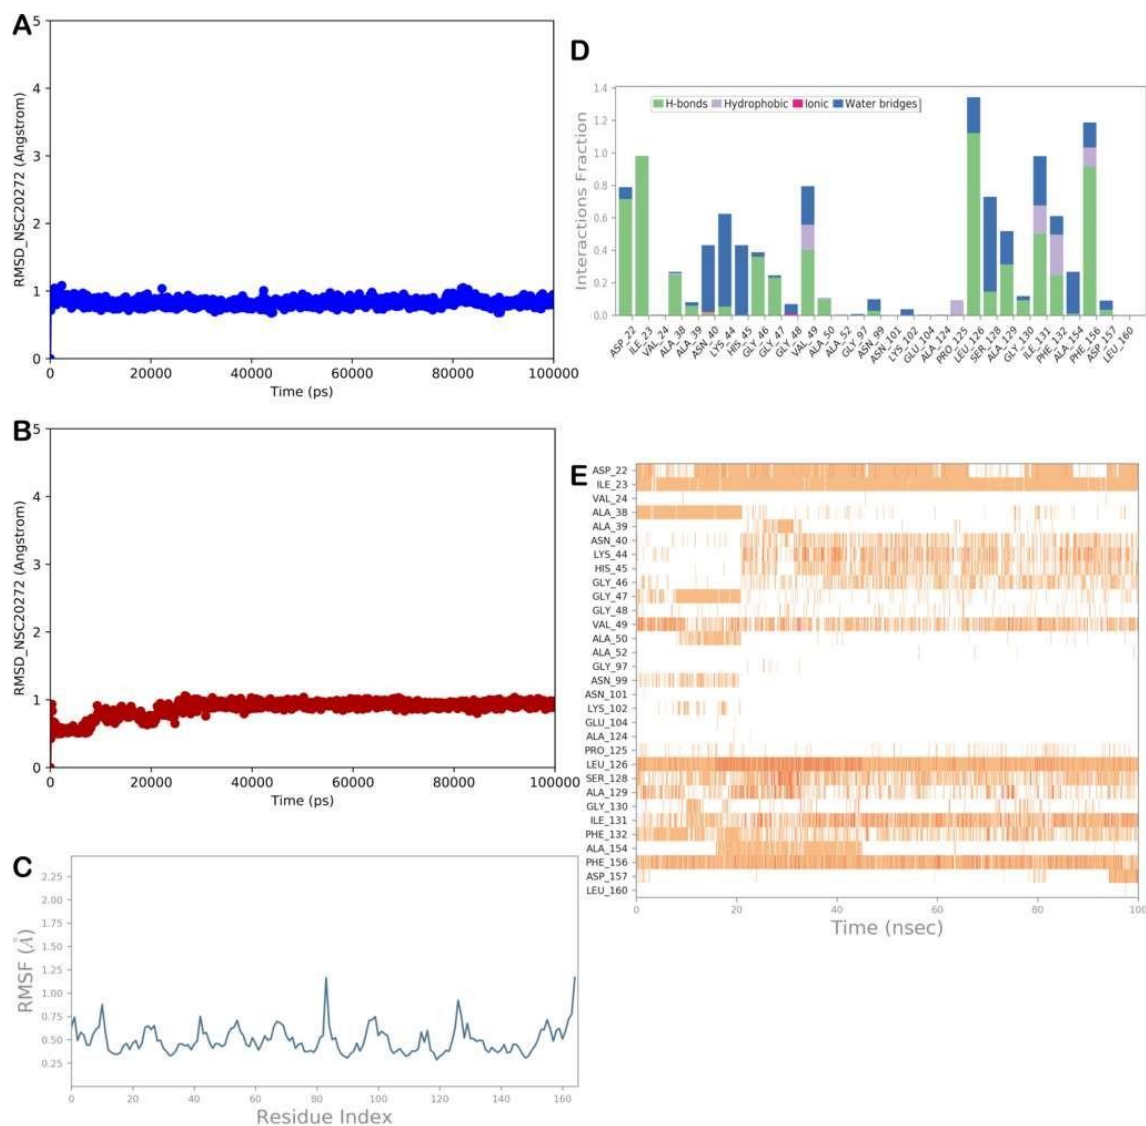 A
5
4
3
2
1
0
RMSD_NSC20272 (Angstrom)
0 20000 40000 60000 80000 100000
Time (ps)
B
5
4
3
2
1
0
RMSD_NSC20272 (Angstrom)
0 20000 40000 60000 80000 100000
Time (ps)
C
2.25
2.00
1.75
1.50
1.25
1.00
0.75
0.50
0.25
RMSF (Å)
0 20 40 60 80 100 120 140 160
Residue Index
D
1.4
1.2
1.0
0.8
0.6
0.4
0.2
0.0
Interactions Fraction
H-bonds Hydrophobic Ionic Water bridges
ASP_22
ILE_23
VAL_24
ALA_38
ALA_39
ASN_40
LYS_44
HIS_45
GLY_46
GLY_47
GLY_48
VAL_49
ALA_50
ALA_52
GLY_97
ASN_99
ASN_101
LYS_102
GLU_104
ALA_124
PRO_125
LEU_126
SER_128
ALA_129
GLY_130
ILE_131
PHE_132
ALA_154
PHE_156
ASP_157
LEU_160
E
ASP_22
ILE_23
VAL_24
ALA_38
ALA_39
ASN_40
LYS_44
HIS_45
GLY_46
GLY_47
GLY_48
VAL_49
ALA_50
ALA_52
GLY_97
ASN_99
ASN_101
LYS_102
GLU_104
ALA_124
PRO_125
LEU_126
SER_128
ALA_129
GLY_130
ILE_131
PHE_132
ALA_154
PHE_156
ASP_157
LEU_160
0 20 40 60 80 100
Time (nsec)